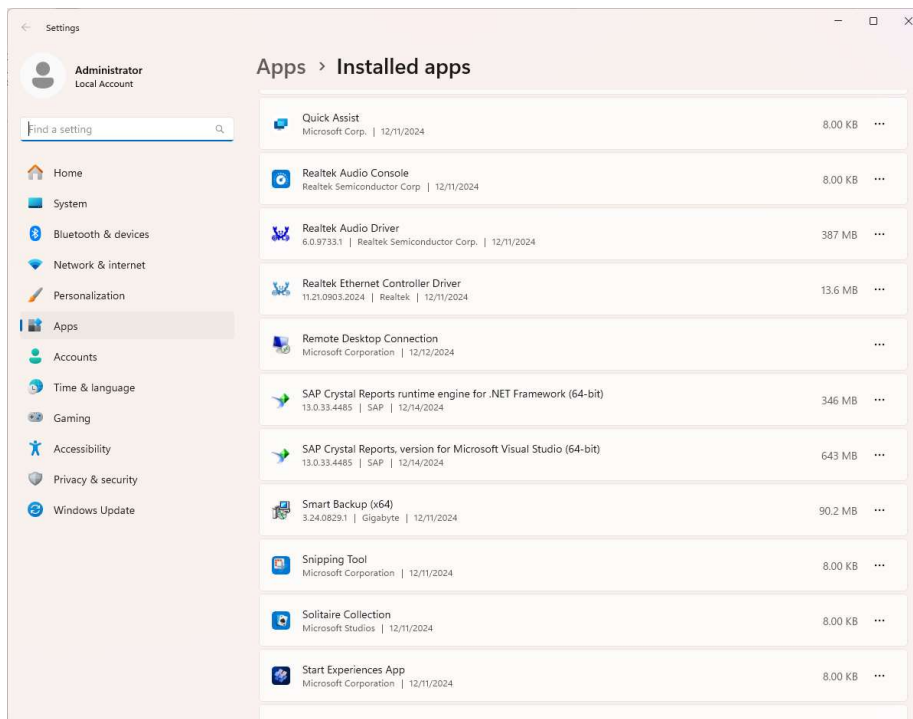 Settings
Administrator
Local Account
Find a setting
Home
System
Bluetooth & devices
Network & internet
Personalization
Apps
Accounts
Time & language
Gaming
Accessibility
Privacy & security
Windows Update
Apps > Installed apps
Quick Assist
Microsoft Corp. | 12/11/2024
8.00 KB
Realtek Audio Console
Realtek Semiconductor Corp | 12/11/2024
8.00 KB
Realtek Audio Driver
6.0.9733.1 | Realtek Semiconductor Corp. | 12/11/2024
387 MB
Realtek Ethernet Controller Driver
11.21.0903.2024 | Realtek | 12/11/2024
13.6 MB
Remote Desktop Connection
Microsoft Corporation | 12/12/2024
SAP Crystal Reports runtime engine for .NET Framework (64-bit)
13.0.33.4485 | SAP | 12/14/2024
346 MB
SAP Crystal Reports, version for Microsoft Visual Studio (64-bit)
13.0.33.4485 | SAP | 12/14/2024
643 MB
Smart Backup (x64)
3.24.0829.1 | Gigabyte | 12/11/2024
90.2 MB
Snipping Tool
Microsoft Corporation | 12/11/2024
8.00 KB
Solitaire Collection
Microsoft Studios | 12/11/2024
8.00 KB
Start Experiences App
Microsoft Corporation | 12/11/2024
8.00 KB